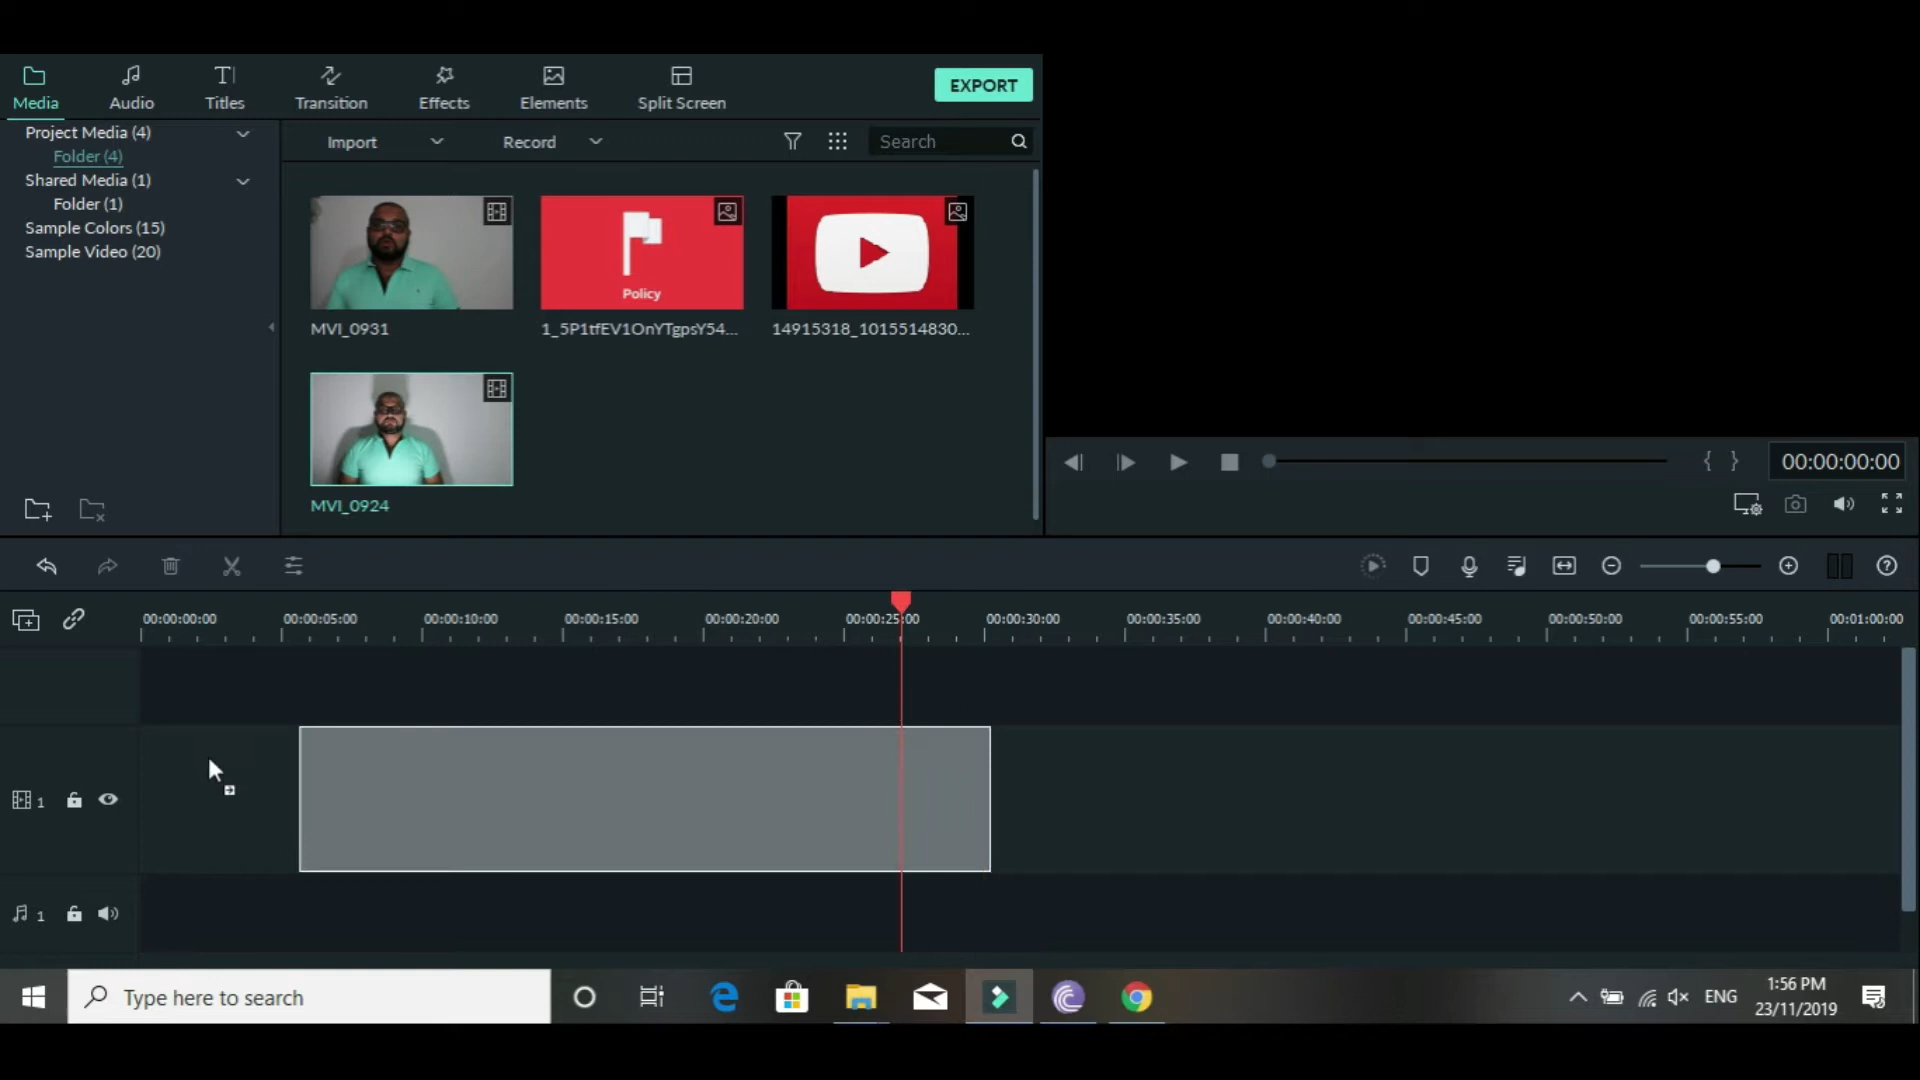 Media
Audio
Titles
Transition
Effects
Elements
Split Screen
EXPORT
Project Media (4)
Folder (4)
Shared Media (1)
Folder (1)
Sample Colors (15)
Sample Video (20)
Import
Record
Search
Policy
MVI_0931
1_5P1tfEV1OnYTgpsY54...
14915318_1015514830...
MVI_0924
{ }
00:00:00:00
00:00:00:00
00:00:05:00
00:00:10:00
00:00:15:00
00:00:20:00
00:00:25:00
00:00:30:00
00:00:35:00
00:00:40:00
00:00:45:00
00:00:50:00
00:00:55:00
00:01:00:00
1
1
Type here to search
ENG
1:56 PM
23/11/2019